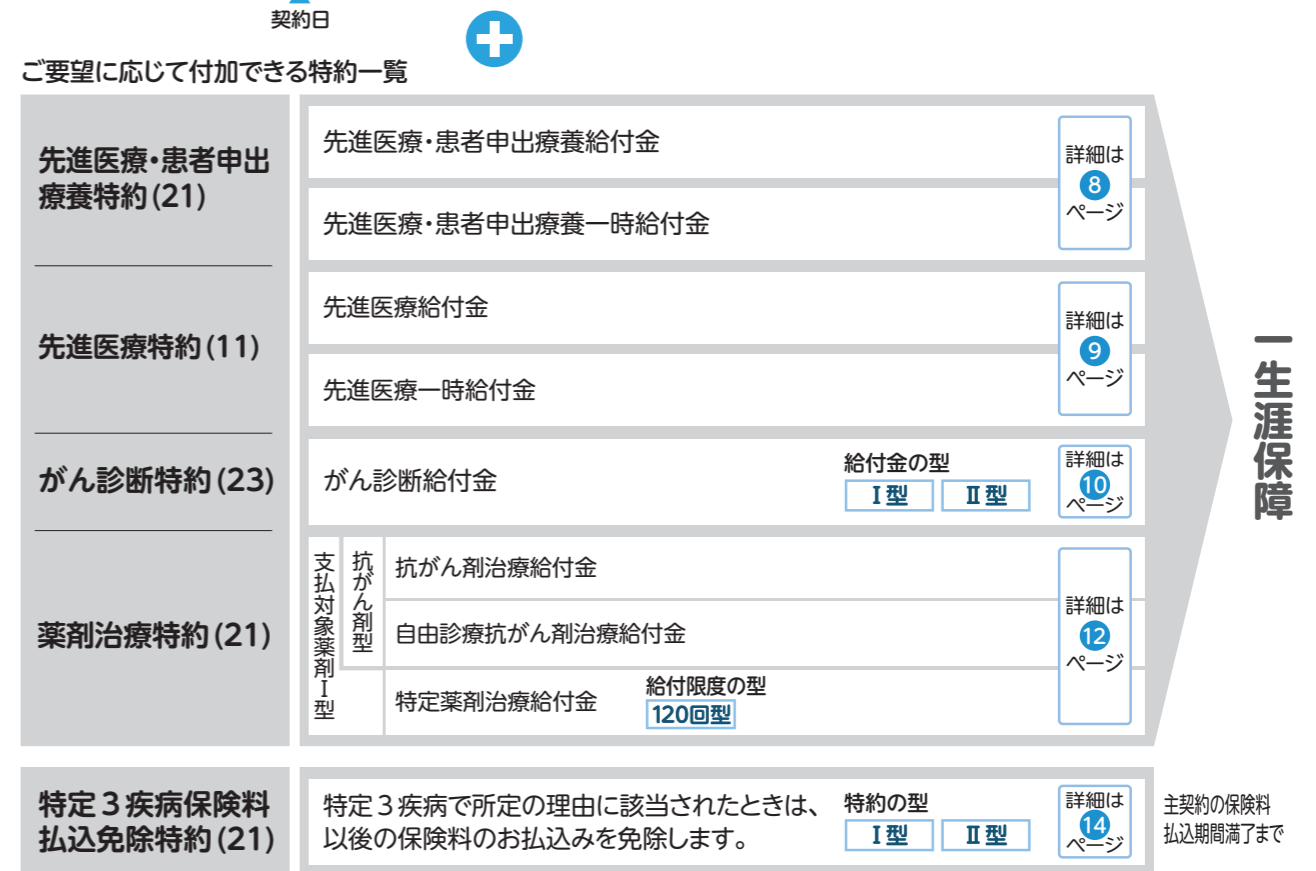 契約日
ご要望に応じて付加できる特約一覧
先進医療・患者申出
療養特約(21)
先進医療・患者申出療養給付金
先進医療・患者申出療養一時給付金
詳細は
8
ページ
先進医療特約(11)
先進医療給付金
先進医療一時給付金
詳細は
9
ページ
がん診断特約(23)
がん診断給付金
給付金の型
Ⅰ型 Ⅱ型
詳細は
10
ページ
薬剤治療特約(21)
支払対象薬剤Ⅰ型
抗がん剤型
抗がん剤治療給付金
自由診療抗がん剤治療給付金
特定薬剤治療給付金
給付限度の型
120回型
詳細は
12
ページ
一生涯保障
特定3疾病保険料
払込免除特約(21)
特定3疾病で所定の理由に該当されたときは、
以後の保険料のお払込みを免除します。
特約の型
Ⅰ型 Ⅱ型
詳細は
14
ページ
主契約の保険料
払込期間満了まで